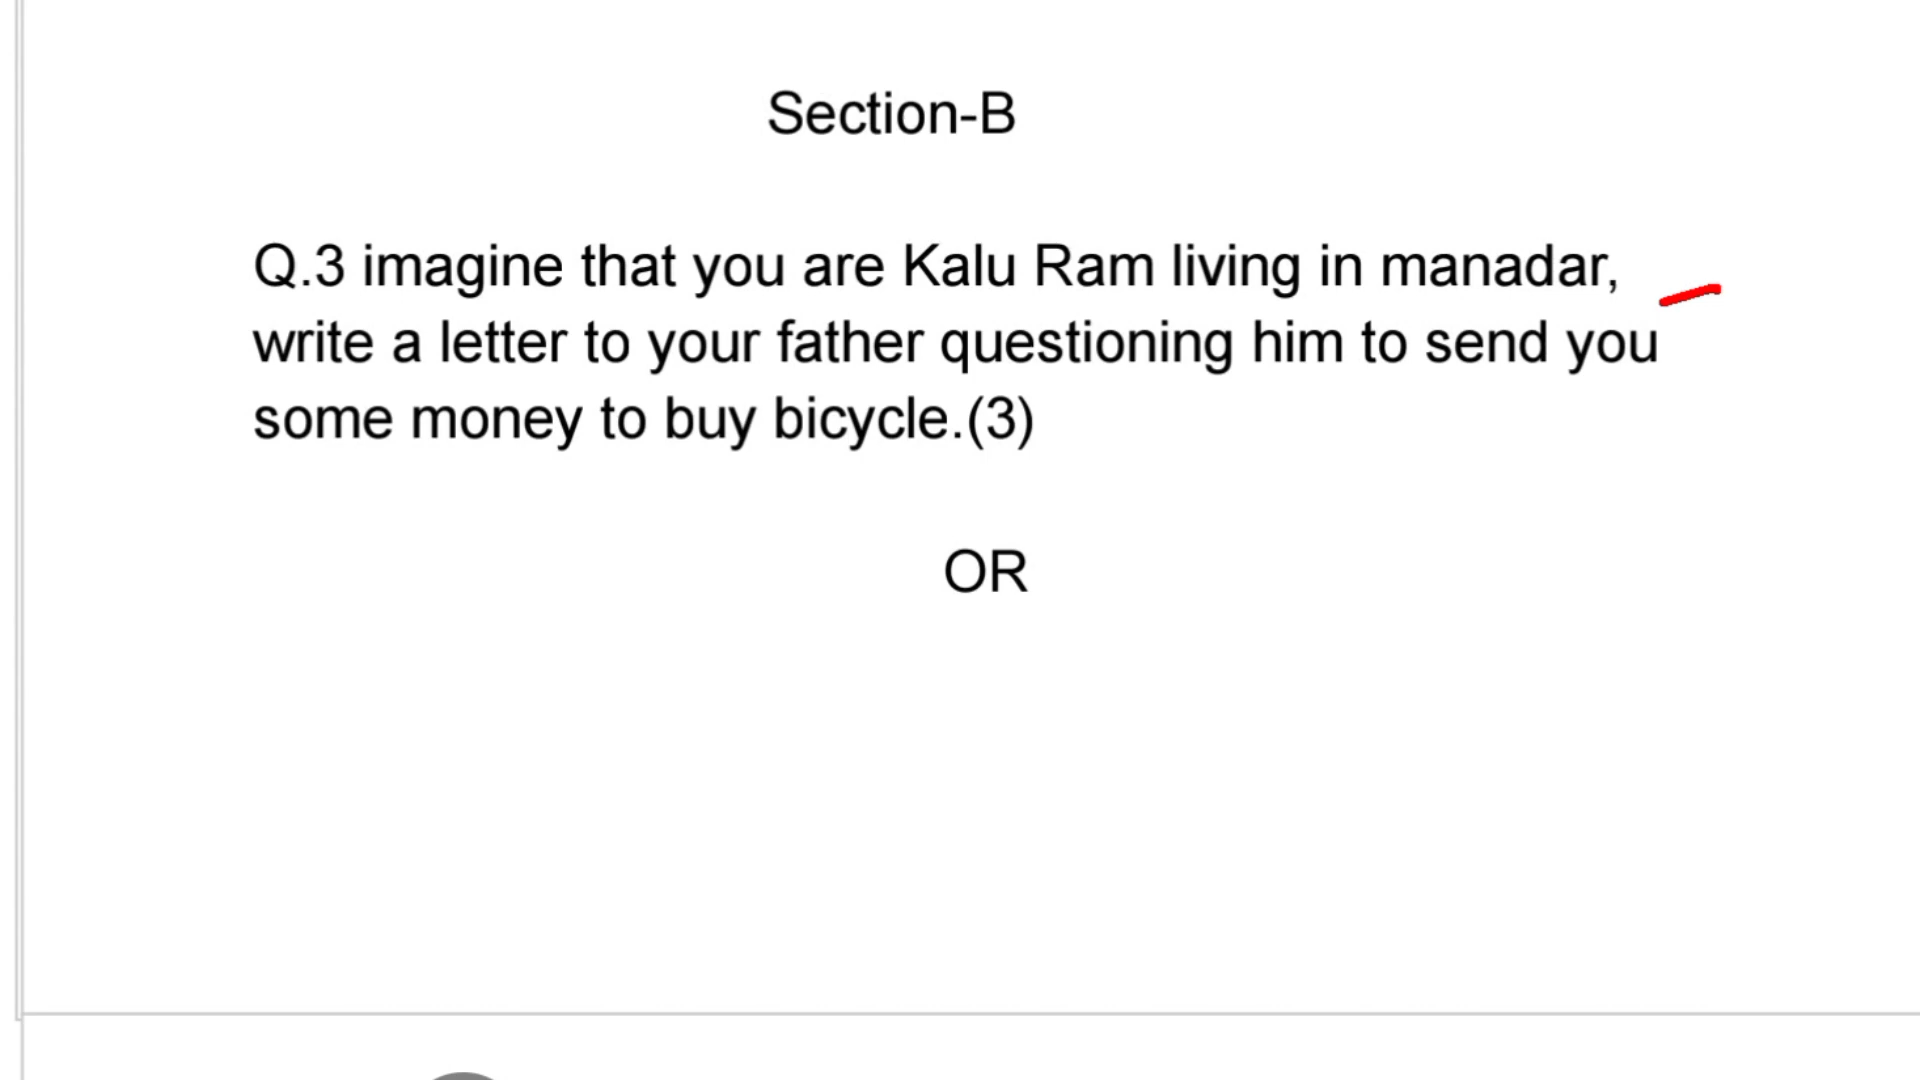 Section-B
Q.3 imagine that you are Kalu Ram living in manadar,
write a letter to your father questioning him to send you
some money to buy bicycle.(3)
OR